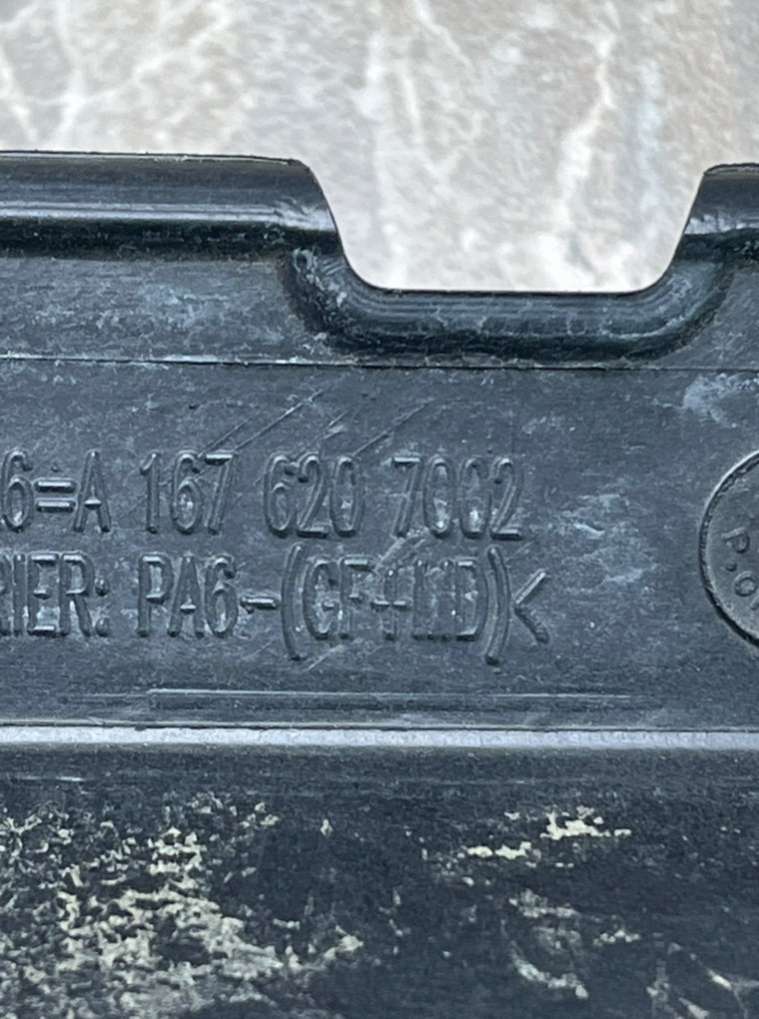 6=A 167 620 7002
RIER: PA6-(GF+MD)<
P.O